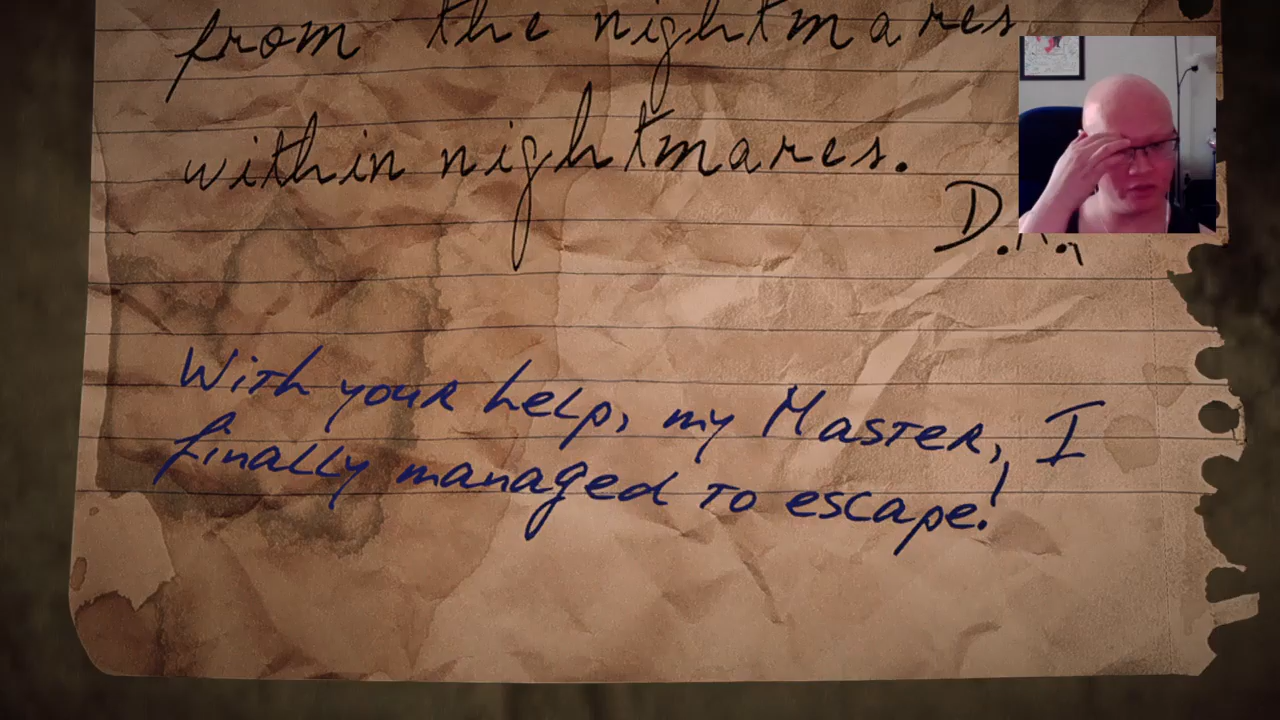 from the nightmares
within nightmares.
With your help, my Master, I
finally managed to escape!